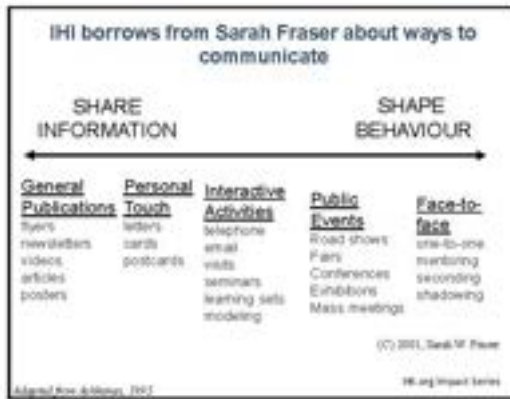 IHI borrows from Sarah Fraser about ways to
communicate
SHARE
INFORMATION
SHAPE
BEHAVIOUR
General
Publications
flyers
newsletters
videos
articles
posters
Personal
Touch
letters
cards
postcards
Interactive
Activities
telephone
email
visits
seminars
learning sets
modeling
Public
Events
Road shows
Fairs
Conferences
Exhibitions
Mass meetings
Face-to-
face
one-to-one
mentoring
seconding
shadowing
(C) 2001, Sarah W. Fraser
IHI.org Impact Series
Adapted from